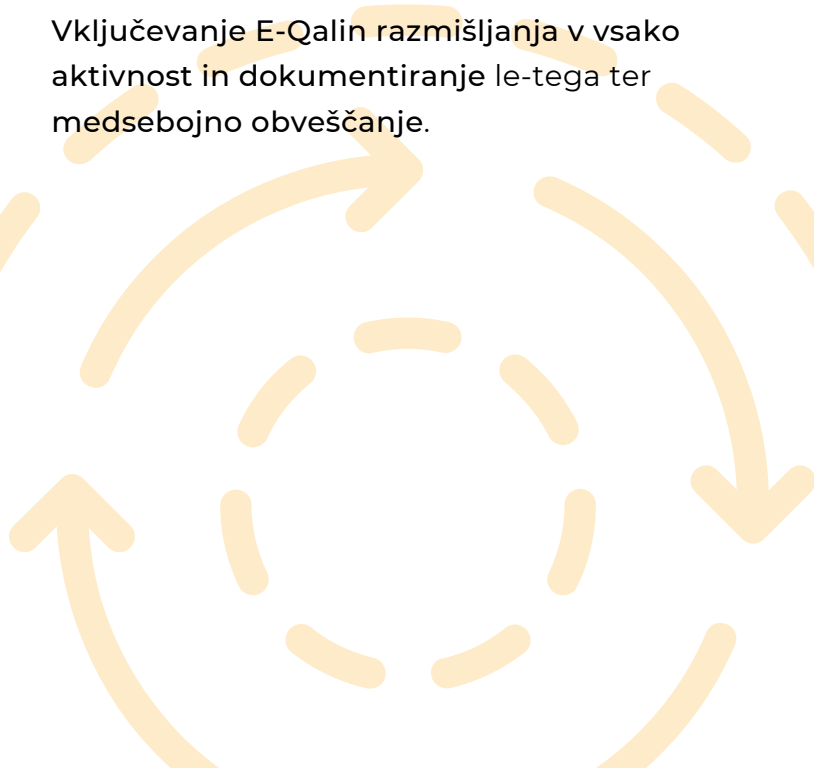 Vključevanje E-Qalin razmišljanja v vsako
aktivnost in dokumentiranje le-tega ter
medsebojno obveščanje.